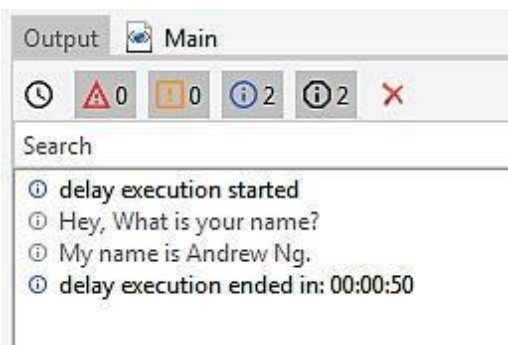 Output Main
0 0 2 2
Search
delay execution started
Hey, What is your name?
My name is Andrew Ng.
delay execution ended in: 00:00:50